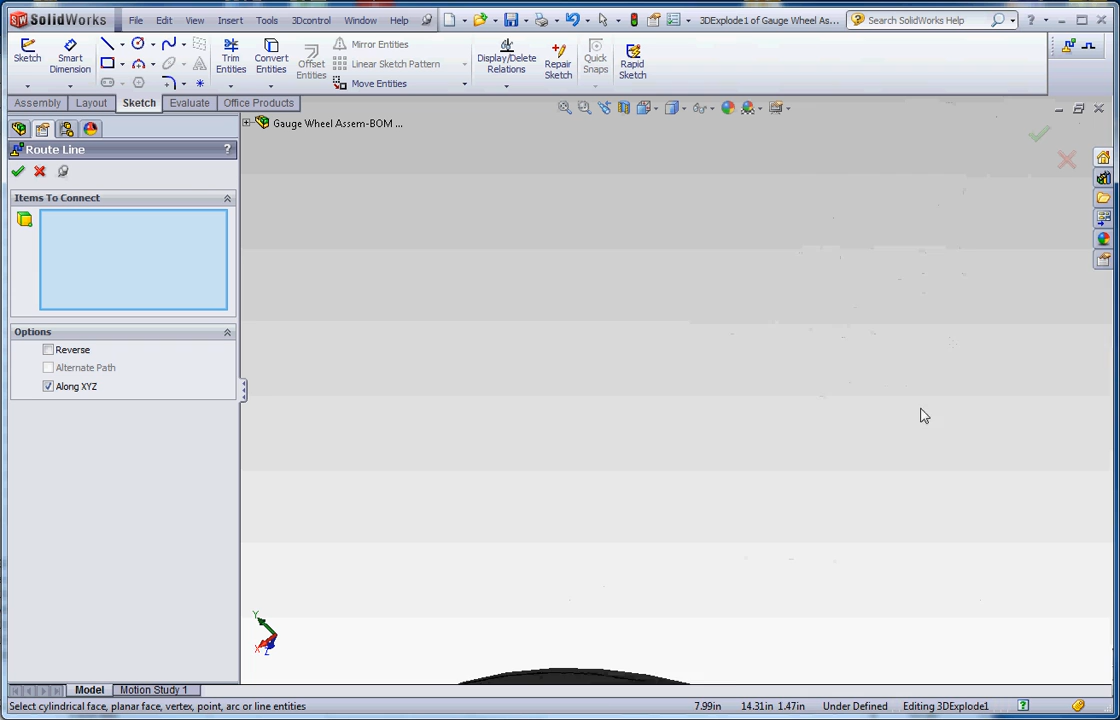 SolidWorks File Edit View Insert Tools 3Dcontrol Window Help 3DExplode1 of Gauge Wheel As... Search SolidWorks Help
Sketch Smart Dimension Trim Entities Convert Entities Offset Entities Mirror Entities Linear Sketch Pattern Move Entities Display/Delete Relations Repair Sketch Quick Snaps Rapid Sketch
Assembly Layout Sketch Evaluate Office Products
Gauge Wheel Assem-BOM ...
Route Line ?
Items To Connect
Options
Reverse
Alternate Path
Along XYZ
Y
X
Z
Model Motion Study 1
Select cylindrical face, planar face, vertex, point, arc or line entities 7.99in 14.31in 1.47in Under Defined Editing 3DExplode1 ?